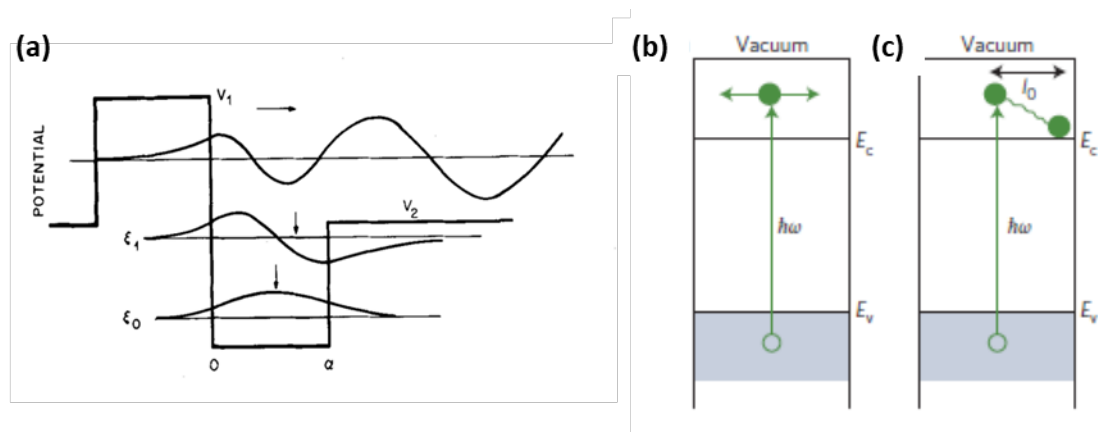 (a)
POTENTIAL
V1
V2
ε1
ε0
0
a
(b)
Vacuum
Ec
ħω
Ev
(c)
Vacuum
l0
Ec
ħω
Ev